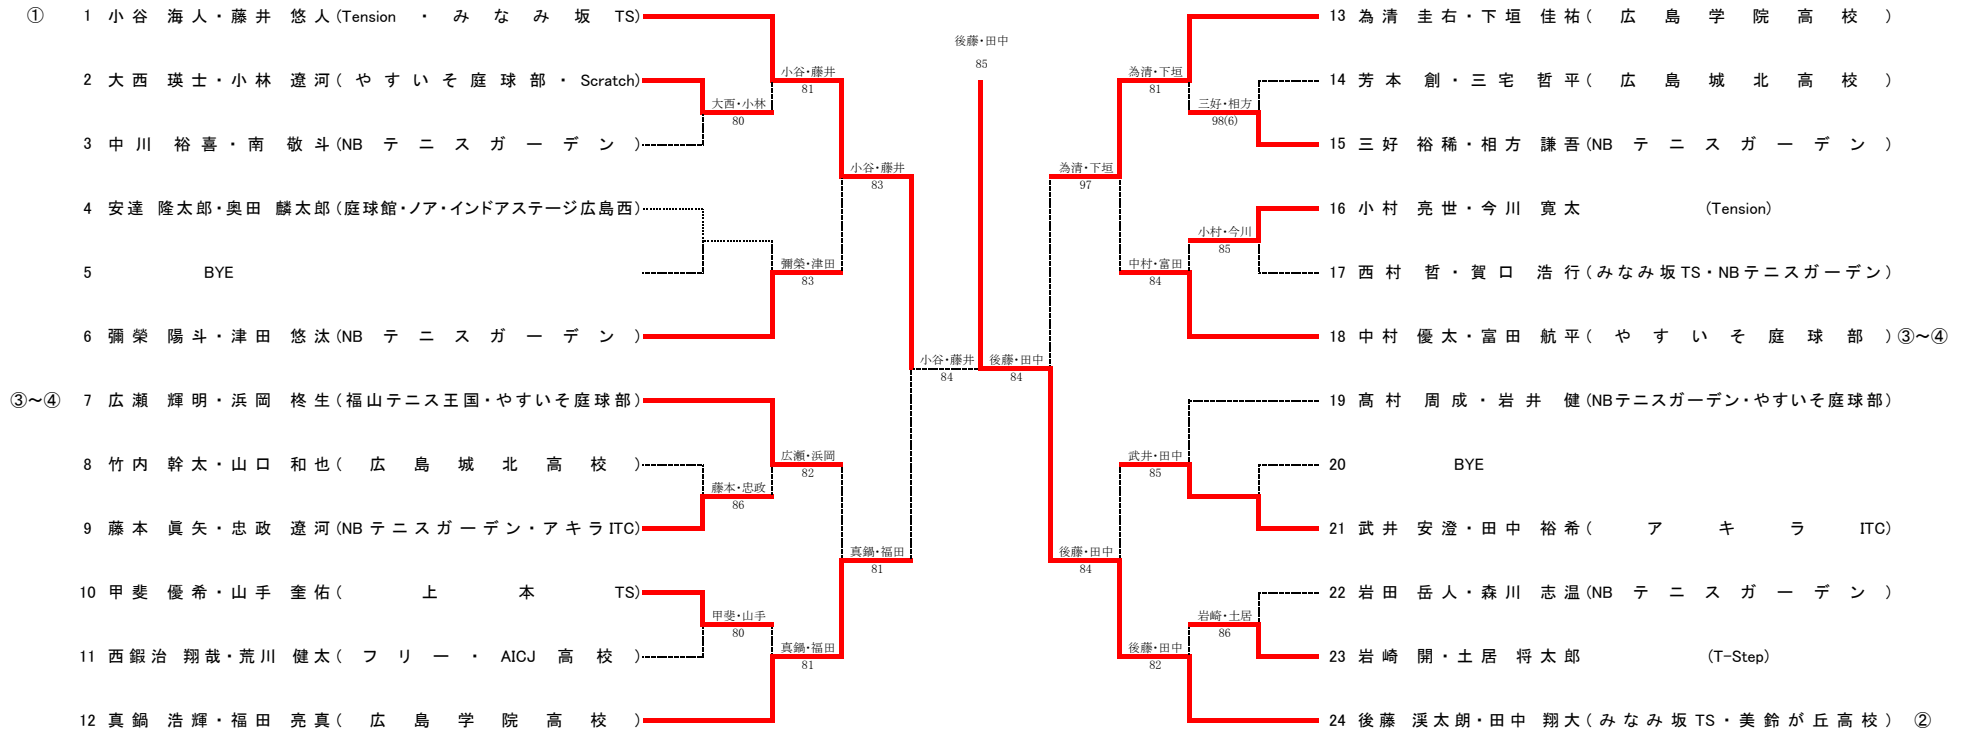 ① 1 小谷 海人・藤井 悠人(Tension ・ みなみ坂 TS)
2 大西 瑛士・小林 遼河(やすいそ庭球部・Scratch)
3 中川 裕喜・南 敬斗(NBテニスガーデン)
4 安達 隆太郎・奥田 麟太郎(庭球館・ノア・インドアステージ広島西)
5 BYE
6 彌榮 陽斗・津田 悠汰(NBテニスガーデン)
③～④ 7 広瀬 輝明・浜岡 柊生(福山テニス王国・やすいそ庭球部)
8 竹内 幹太・山口 和也(広島城北高校)
9 藤本 眞矢・忠政 遼河(NBテニスガーデン・アキラITC)
10 甲斐 優希・山手 奎佑(上本TS)
11 西鍜治 翔哉・荒川 健太(フリー・AICJ高校)
12 真鍋 浩輝・福田 亮真(広島学院高校)
大西・小林
80
藤本・忠政
86
甲斐・山手
80
小谷・藤井
81
彌榮・津田
83
広瀬・浜岡
82
真鍋・福田
81
小谷・藤井
83
真鍋・福田
81
小谷・藤井
84
後藤・田中
85
後藤・田中
84
為清・下垣
97
後藤・田中
84
為清・下垣
81
中村・富田
84
武井・田中
85
後藤・田中
82
三好・相方
98(6)
小村・今川
85
岩崎・土居
86
13 為清 圭右・下垣 佳祐(広島学院高校)
14 芳本 創・三宅 哲平(広島城北高校)
15 三好 裕稀・相方 謙吾(NBテニスガーデン)
16 小村 亮世・今川 寛太 (Tension)
17 西村 哲・賀口 浩行(みなみ坂TS・NBテニスガーデン)
18 中村 優太・富田 航平(やすいそ庭球部) ③～④
19 髙村 周成・岩井 健(NBテニスガーデン・やすいそ庭球部)
20 BYE
21 武井 安澄・田中 裕希(アキラITC)
22 岩田 岳人・森川 志温(NBテニスガーデン)
23 岩崎 開・土居 将太郎 (T-Step)
24 後藤 渓太朗・田中 翔大(みなみ坂TS・美鈴が丘高校) ②